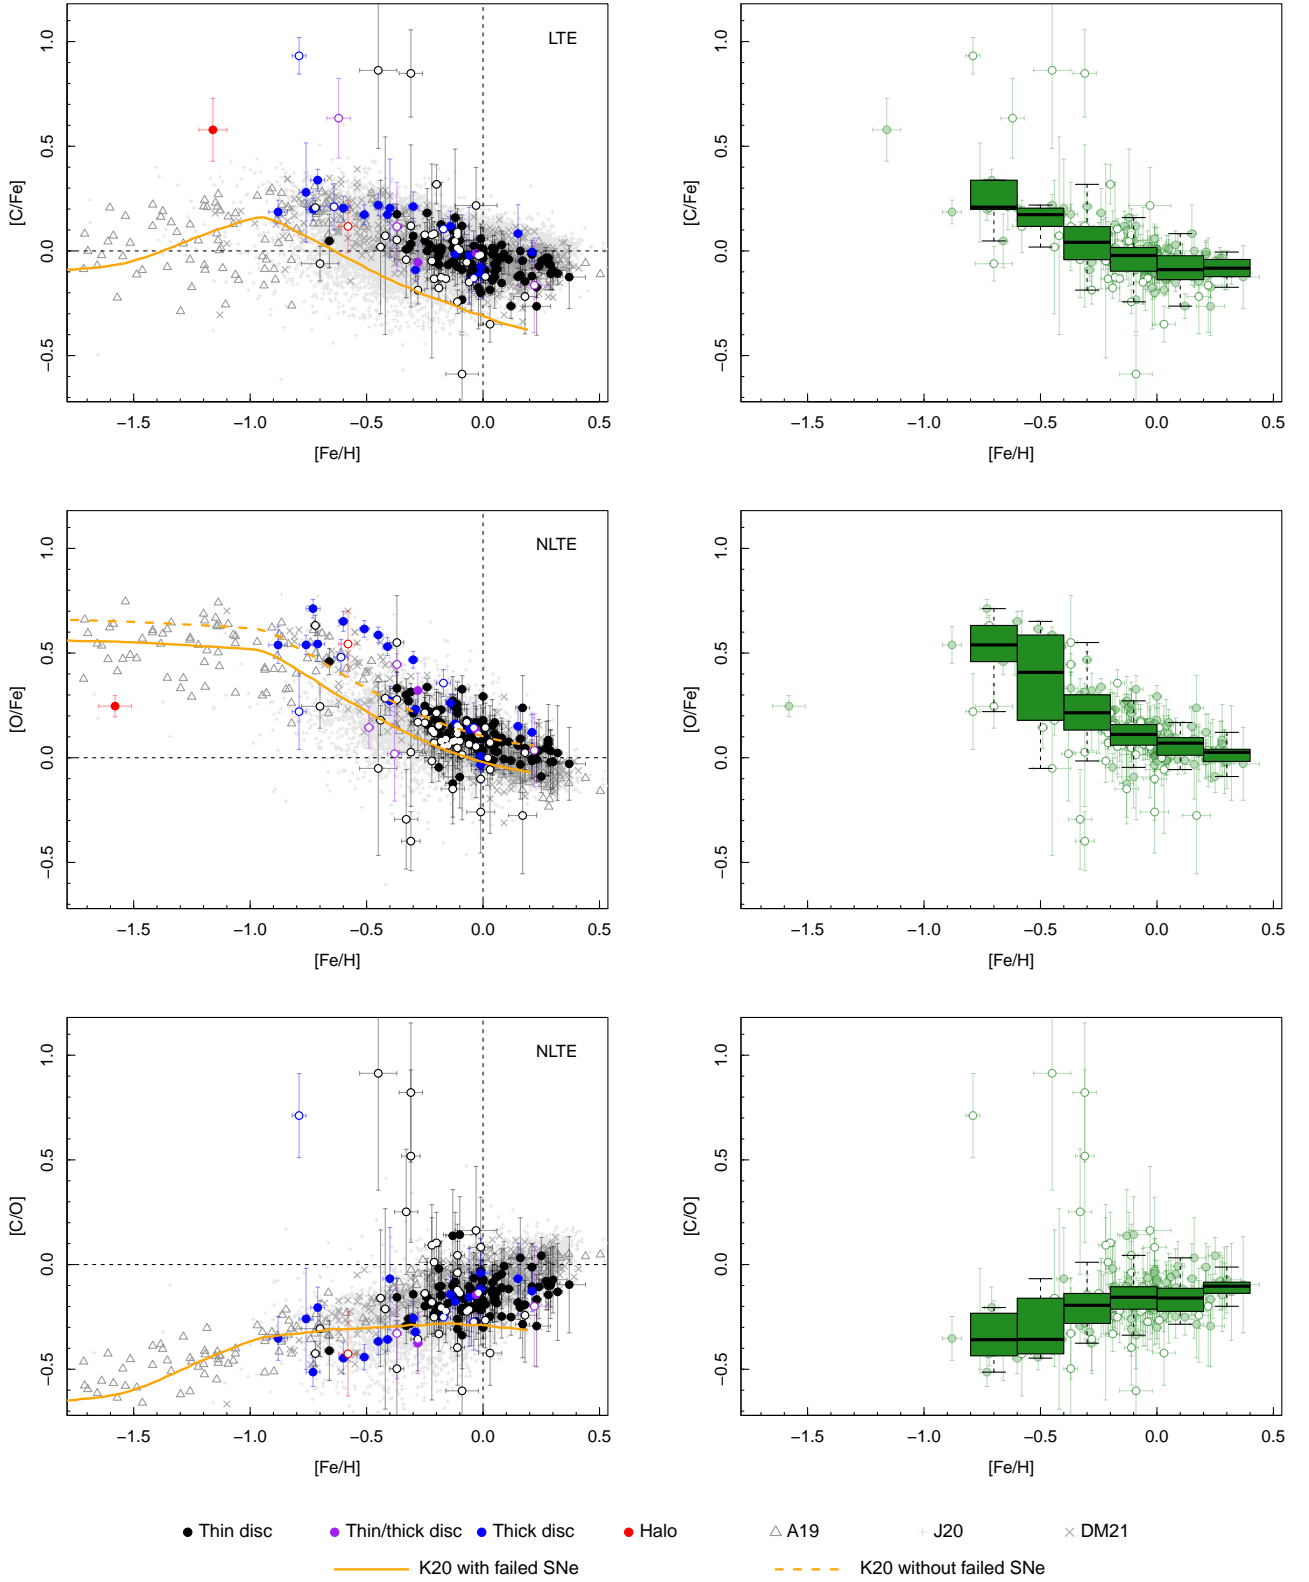 LTE
1.0
0.5
0.0
−0.5
[C/Fe]
−1.5 −1.0 −0.5 0.0 0.5
[Fe/H]
1.0
0.5
0.0
−0.5
[C/Fe]
−1.5 −1.0 −0.5 0.0 0.5
[Fe/H]
NLTE
1.0
0.5
0.0
−0.5
[O/Fe]
−1.5 −1.0 −0.5 0.0 0.5
[Fe/H]
1.0
0.5
0.0
−0.5
[O/Fe]
−1.5 −1.0 −0.5 0.0 0.5
[Fe/H]
NLTE
1.0
0.5
0.0
−0.5
[C/O]
−1.5 −1.0 −0.5 0.0 0.5
[Fe/H]
1.0
0.5
0.0
−0.5
[C/O]
−1.5 −1.0 −0.5 0.0 0.5
[Fe/H]
Thin disc Thin/thick disc Thick disc Halo A19 J20 DM21
K20 with failed SNe K20 without failed SNe